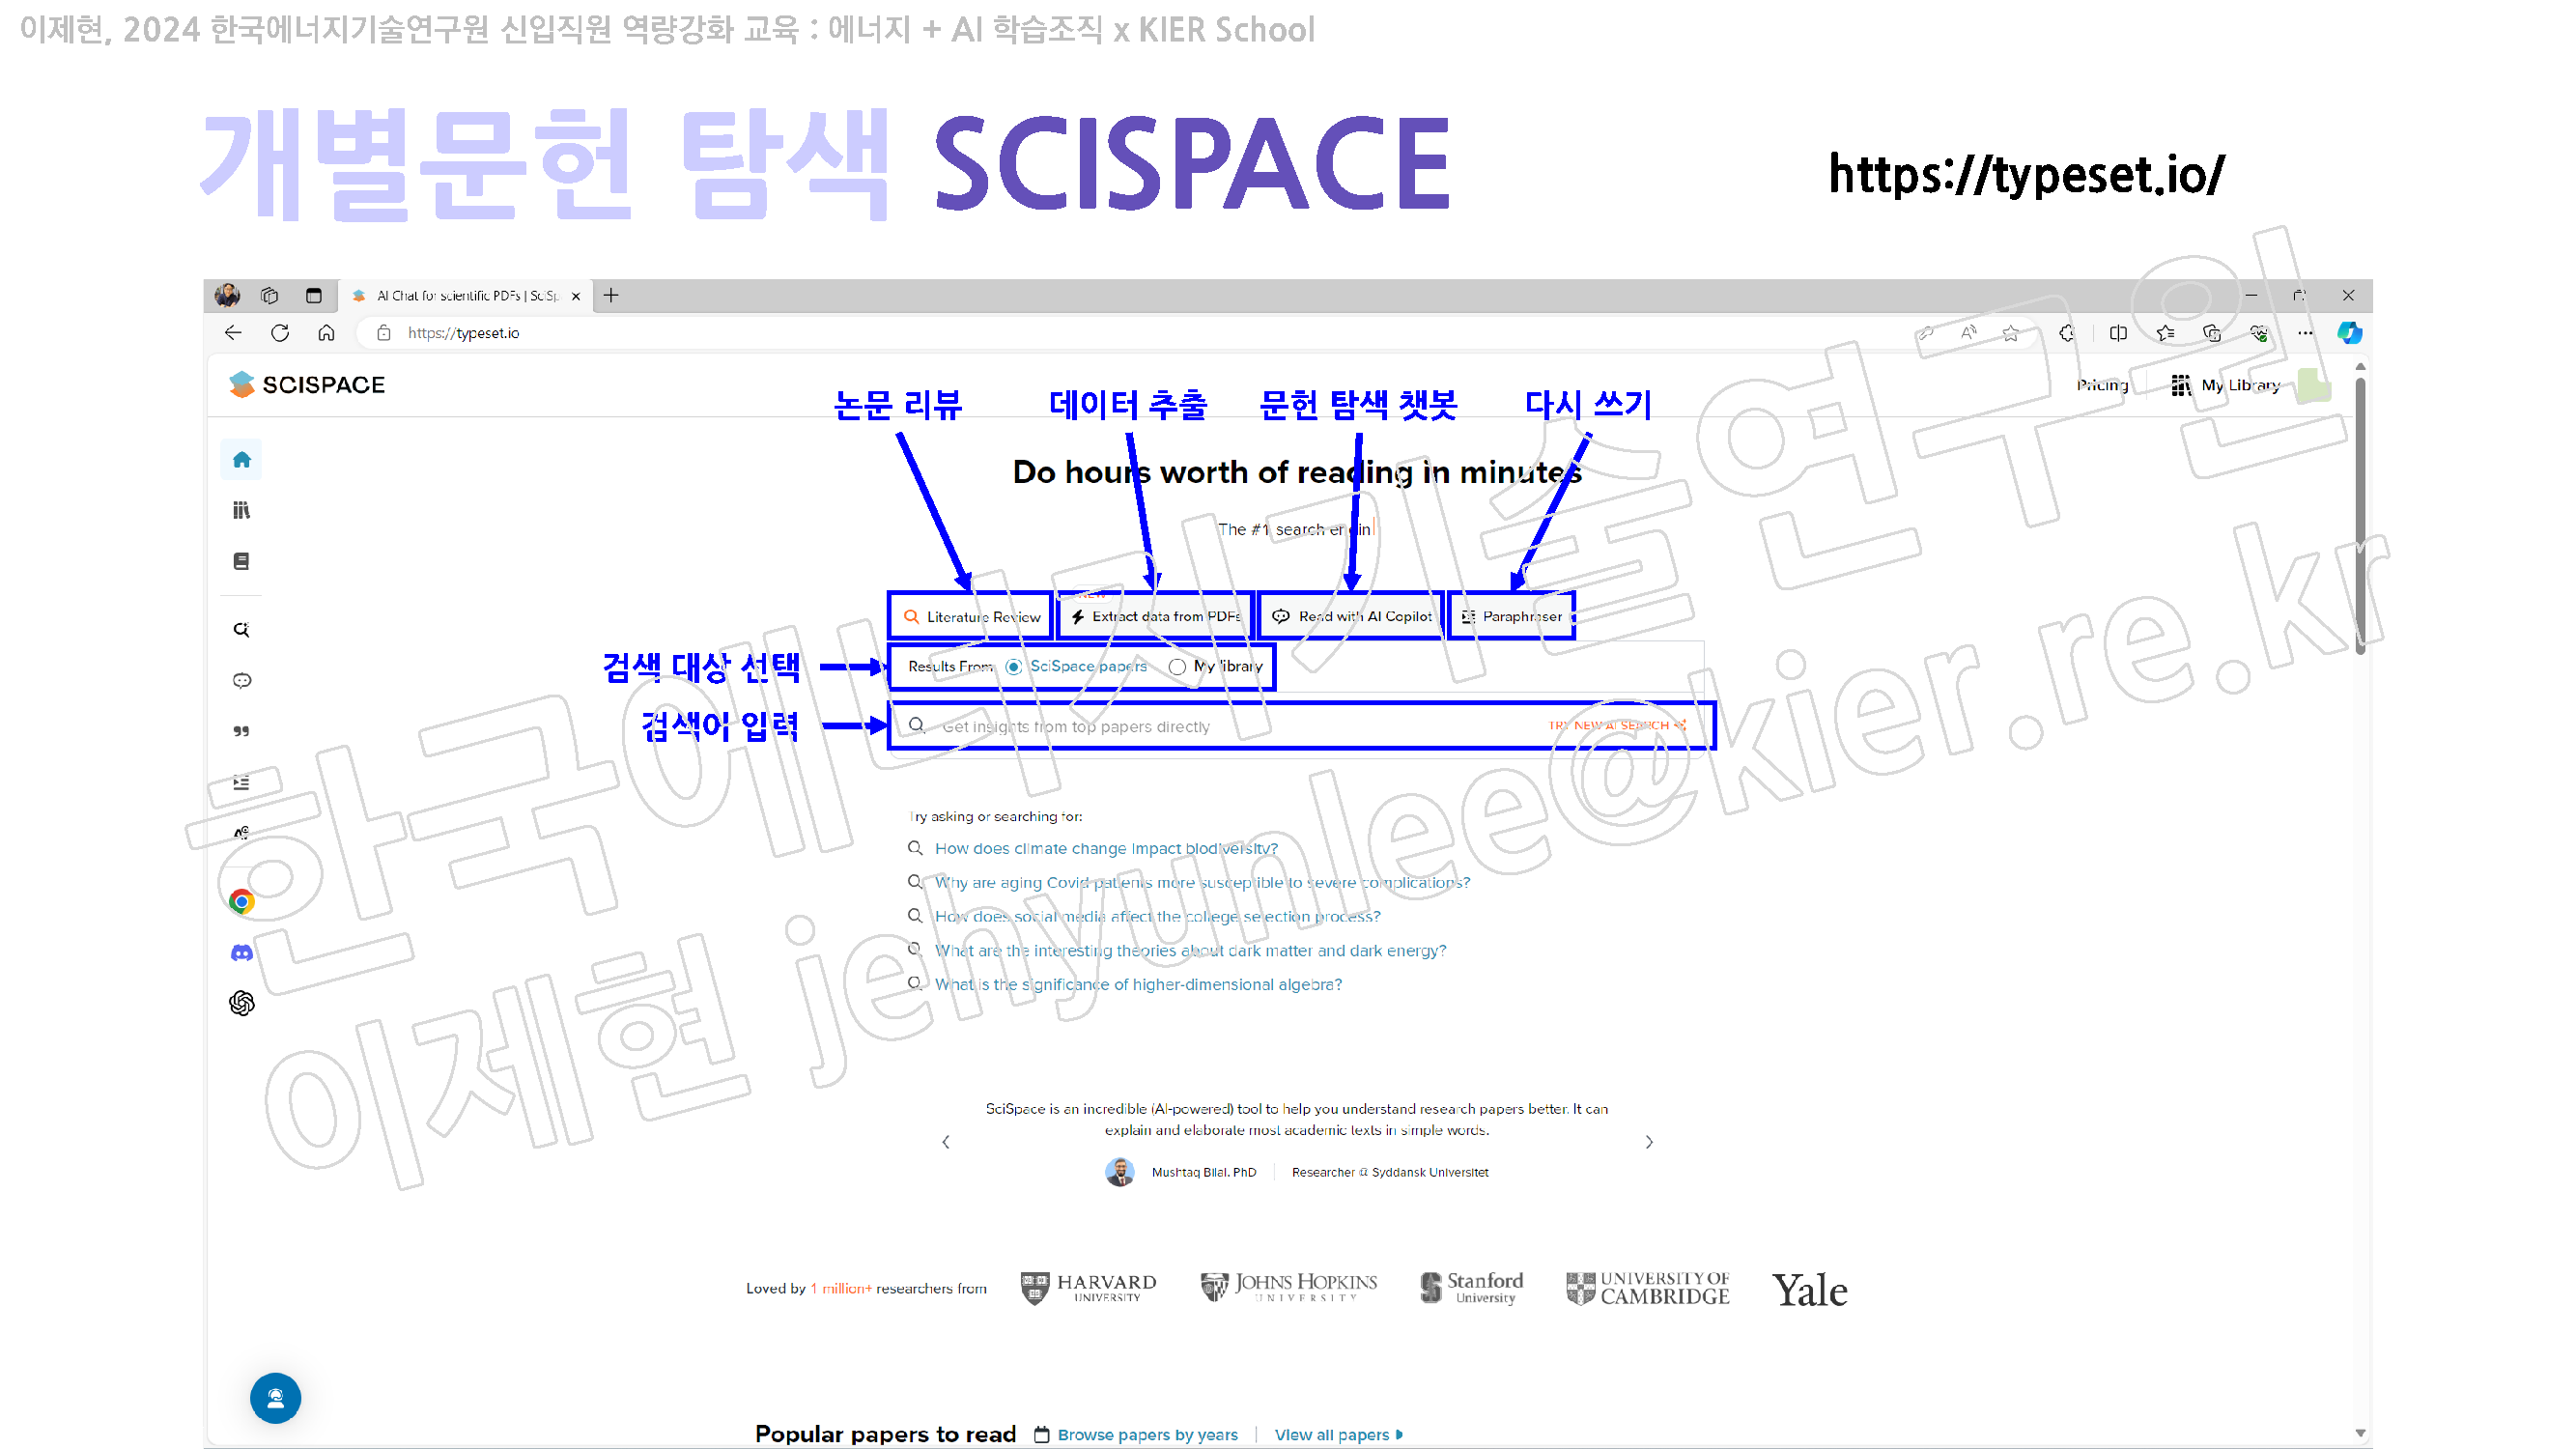 이제현, 2024 한국에너지기술연구원 신입직원 역량강화 교육 : 에너지 + AI 학습조직 x KIER School
개별문헌 탐색 SCISPACE
https://typeset.io/
AI Chat for scientific PDFs | SciSp
https://typeset.io
SCISPACE
Pricing
My Library
논문 리뷰 데이터 추출 문헌 탐색 챗봇 다시 쓰기
Do hours worth of reading in minutes
The #1 search engin
NEW
Literature Review Extract data from PDFs Read with AI Copilot Paraphraser
검색 대상 선택 Results From SciSpace papers My library
검색어 입력 Get insights from top papers directly TRY NEW AI SEARCH
Try asking or searching for:
How does climate change impact biodiversity?
Why are aging Covid patients more susceptible to severe complications?
How does social media affect the college selection process?
What are the interesting theories about dark matter and dark energy?
What is the significance of higher-dimensional algebra?
SciSpace is an incredible (AI-powered) tool to help you understand research papers better. It can
explain and elaborate most academic texts in simple words.
Mushtaq Bilal, PhD Researcher @ Syddansk Universitet
Loved by 1 million+ researchers from
HARVARD
UNIVERSITY
JOHNS HOPKINS
UNIVERSITY
Stanford
University
UNIVERSITY OF
CAMBRIDGE
Yale
Popular papers to read Browse papers by years View all papers
한국에너지기술연구원
이제현 jehyunlee@kier.re.kr